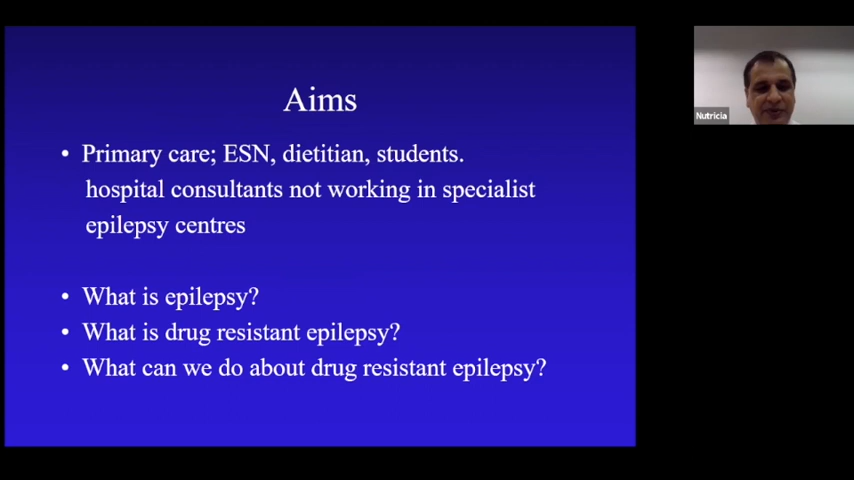 Aims
• Primary care; ESN, dietitian, students.
hospital consultants not working in specialist
epilepsy centres
• What is epilepsy?
• What is drug resistant epilepsy?
• What can we do about drug resistant epilepsy?
Nutricia